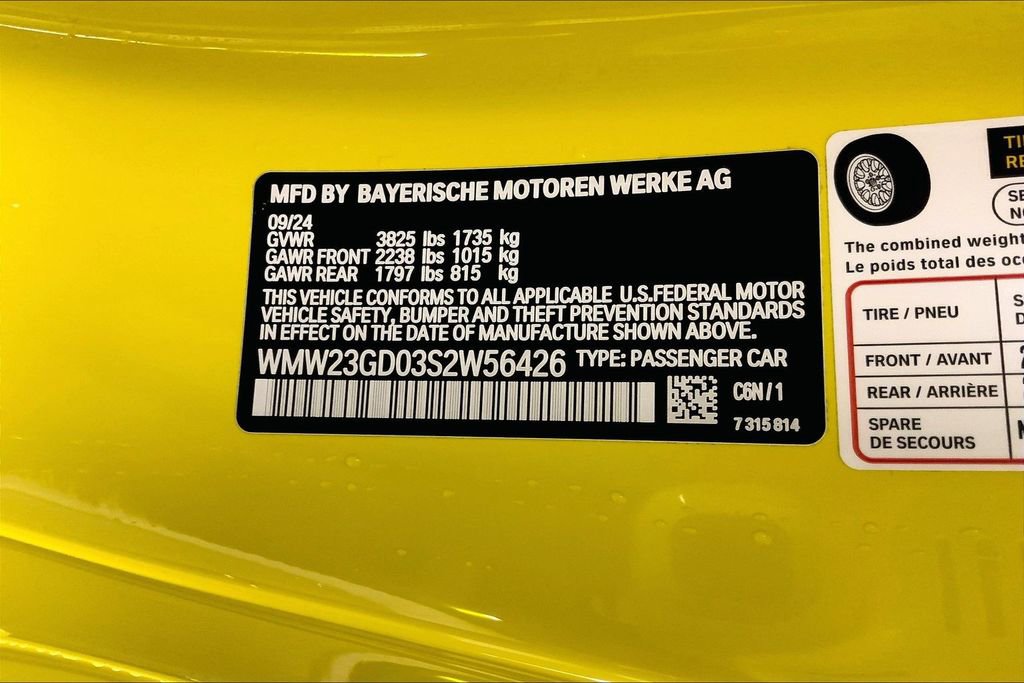 MFD BY BAYERISCHE MOTOREN WERKE AG
09/24
GVWR 3825 lbs 1735 kg
GAWR FRONT 2238 lbs 1015 kg
GAWR REAR 1797 lbs 815 kg
THIS VEHICLE CONFORMS TO ALL APPLICABLE U.S.FEDERAL MOTOR
VEHICLE SAFETY, BUMPER AND THEFT PREVENTION STANDARDS
IN EFFECT ON THE DATE OF MANUFACTURE SHOWN ABOVE.
WMW23GD03S2W56426 TYPE: PASSENGER CAR
C6N/1
7 315 814
The combined weight
Le poids total des
TIRE / PNEU
FRONT / AVANT
REAR / ARRIÈRE
SPARE
DE SECOURS